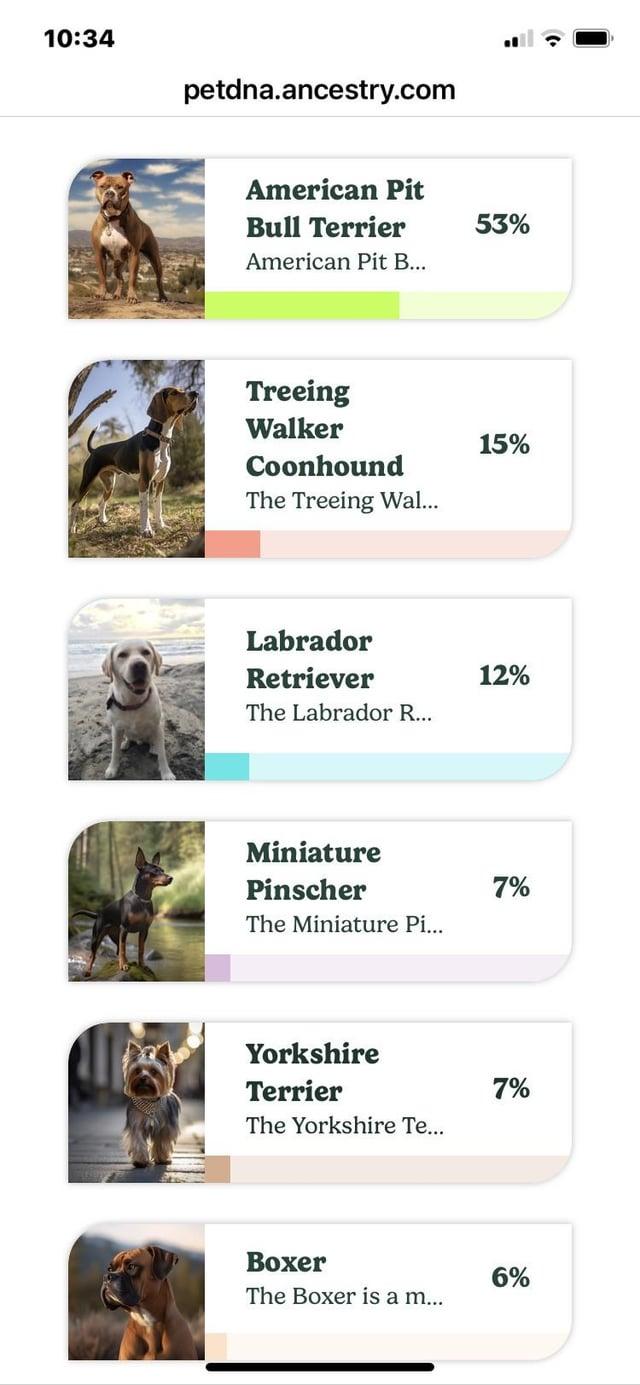 10:34
petdna.ancestry.com
American Pit
Bull Terrier
53%
American Pit B...
Treeing
Walker
Coonhound
15%
The Treeing Wal...
Labrador
Retriever
12%
The Labrador R...
Miniature
Pinscher
7%
The Miniature Pi...
Yorkshire
Terrier
7%
The Yorkshire Te...
Boxer
6%
The Boxer is a m...